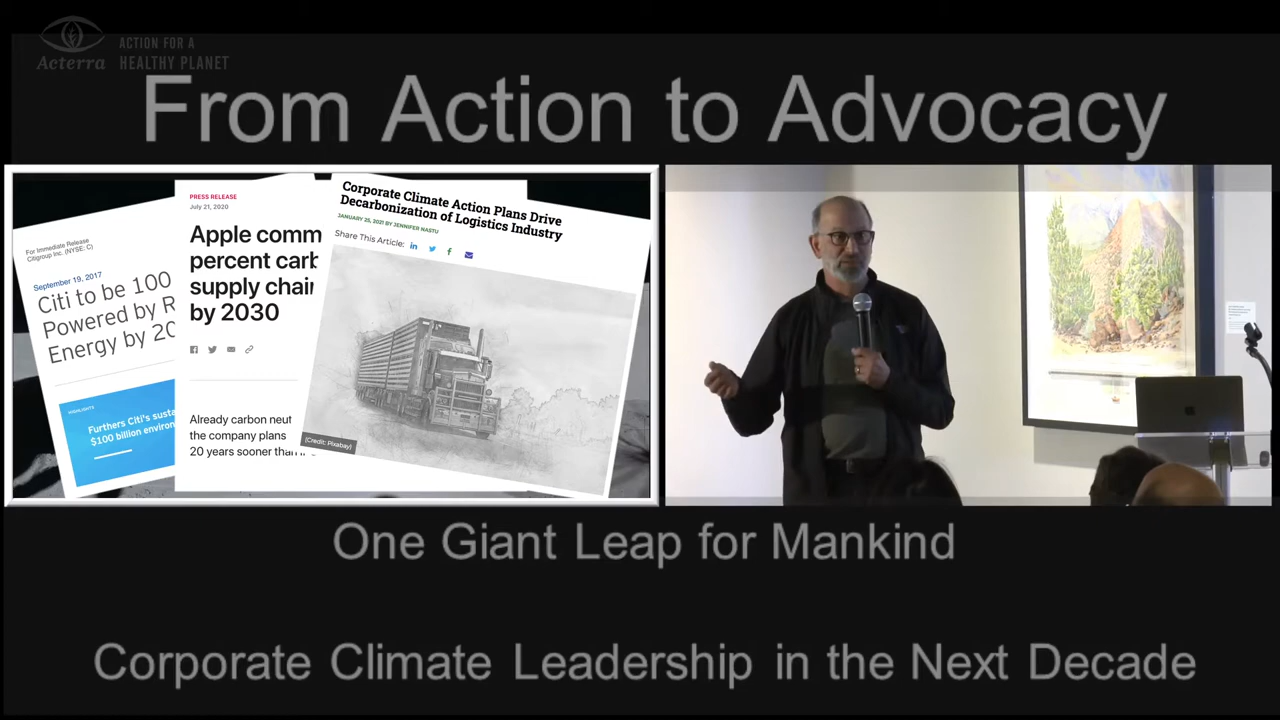 Acterra
ACTION FOR A
HEALTHY PLANET
From Action to Advocacy
For Immediate Release
Citigroup Inc. (NYSE: C)
September 19, 2017
Citi to be 100
Powered by R
Energy by 20
HIGHLIGHTS
Furthers Citi's susta
$100 billion environ
PRESS RELEASE
July 21, 2020
Apple comm
percent carb
supply chain
by 2030
Already carbon neut
the company plans
20 years sooner than
Corporate Climate Action Plans Drive
Decarbonization of Logistics Industry
JANUARY 25, 2021 BY JENNIFER NASTU
Share This Article:
(Credit: Pixabay)
One Giant Leap for Mankind
Corporate Climate Leadership in the Next Decade